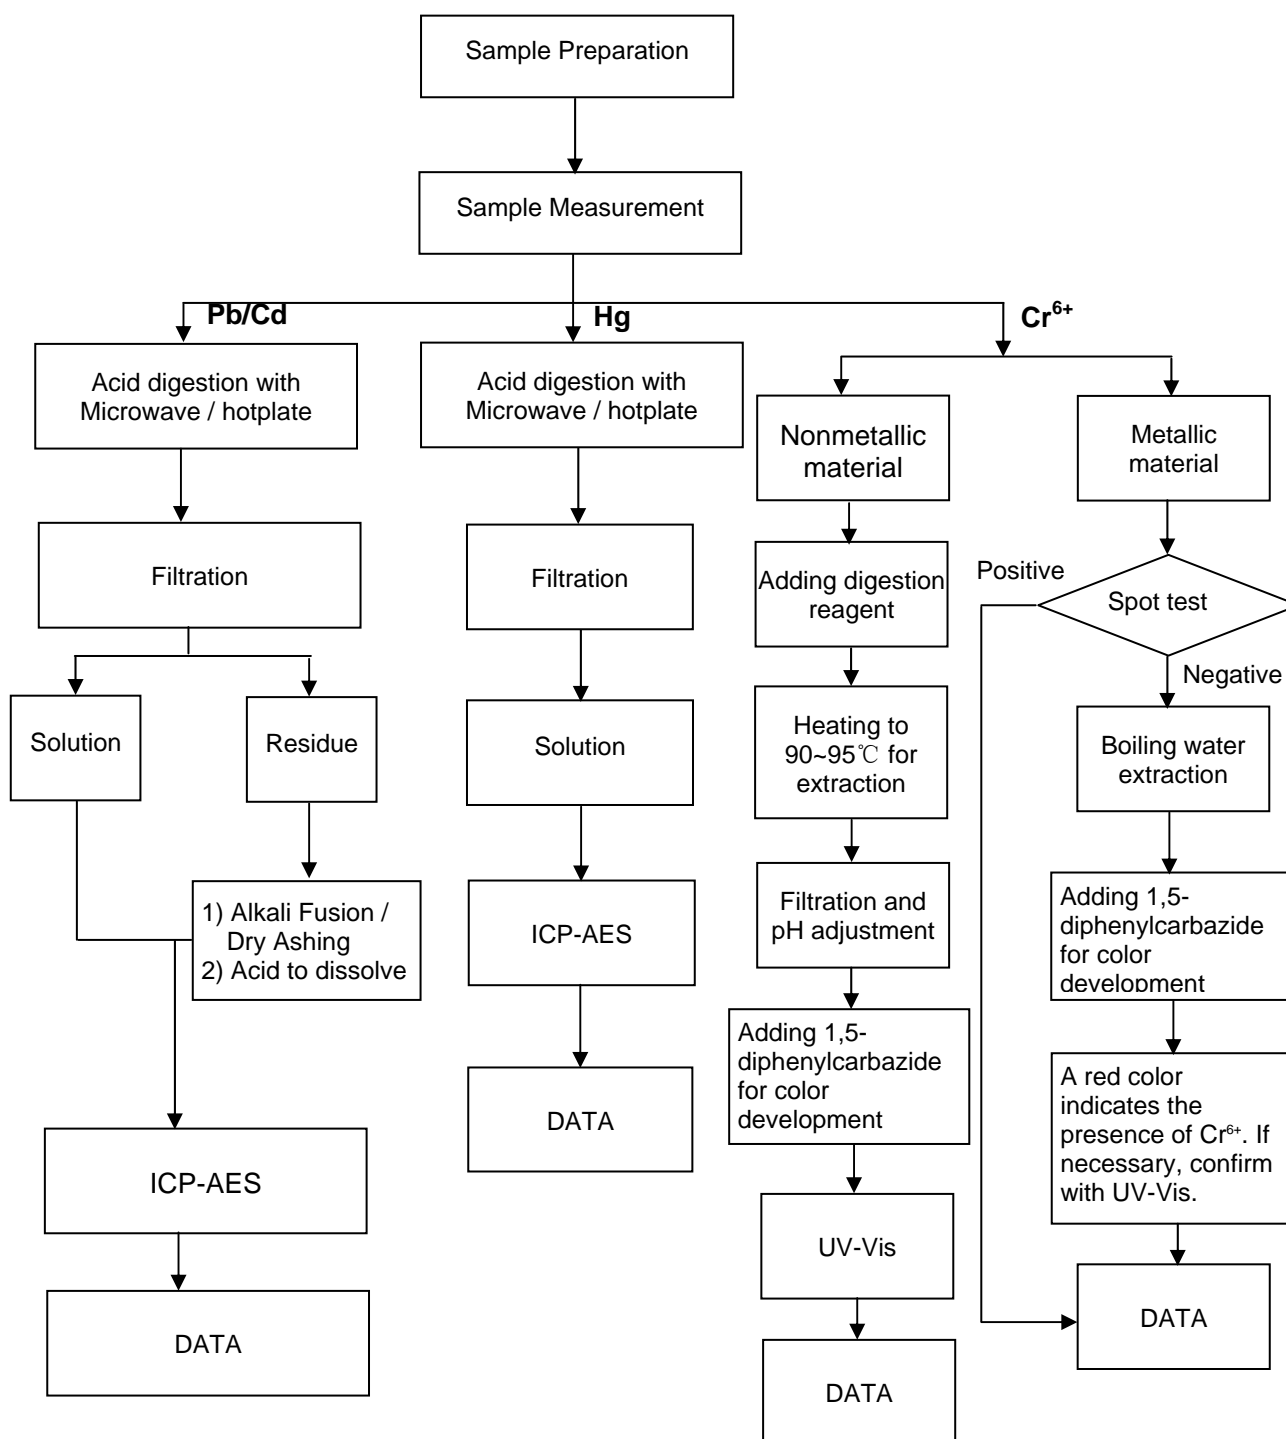 Sample Preparation
Sample Measurement
Pb/Cd
Hg
Cr⁶⁺
Acid digestion with
Microwave / hotplate
Filtration
Solution
Residue
1) Alkali Fusion /
Dry Ashing
2) Acid to dissolve
ICP-AES
DATA
Acid digestion with
Microwave / hotplate
Filtration
Solution
ICP-AES
DATA
Nonmetallic
material
Adding digestion
reagent
Heating to
90~95℃ for
extraction
Filtration and
pH adjustment
Adding 1,5-
diphenylcarbazide
for color
development
UV-Vis
DATA
Metallic
material
Spot test
Positive
Negative
Boiling water
extraction
Adding 1,5-
diphenylcarbazide
for color
development
A red color
indicates the
presence of Cr⁶⁺. If
necessary, confirm
with UV-Vis.
DATA